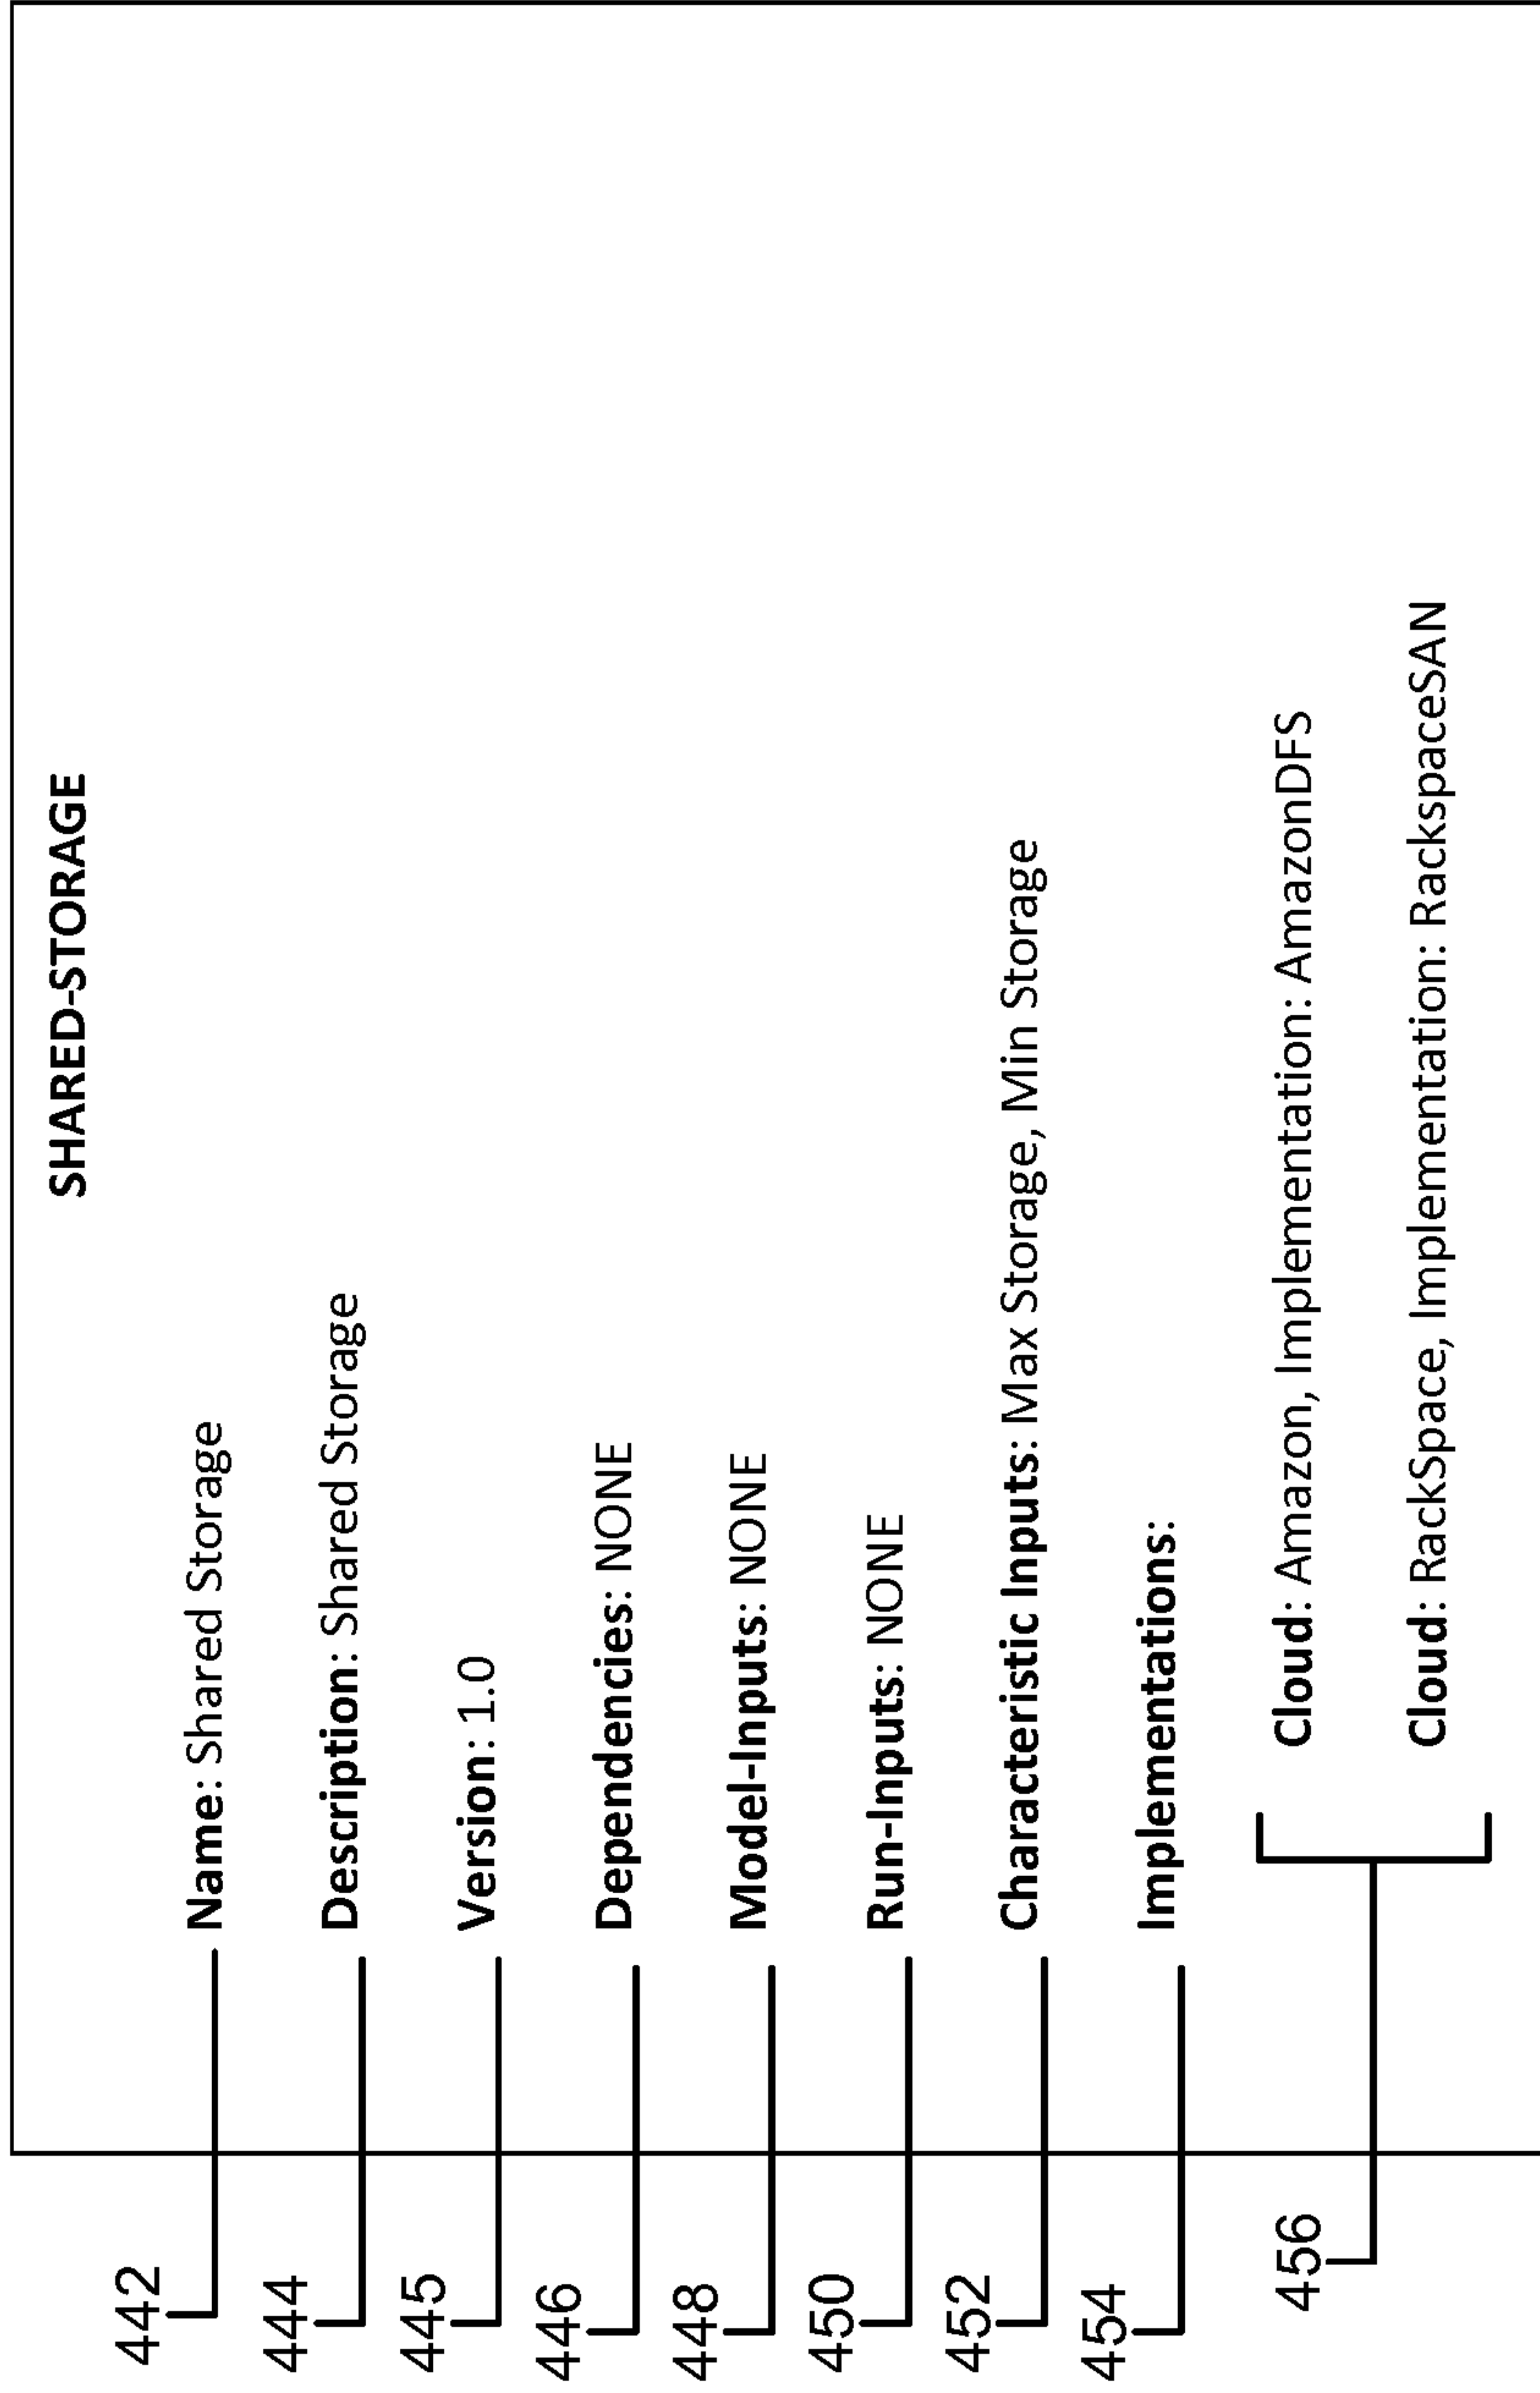 SHARED-STORAGE
442 Name: Shared Storage
444 Description: Shared Storage
445 Version: 1.0
446 Dependencies: NONE
448 Model-Inputs: NONE
450 Run-Inputs: NONE
452 Characteristic Inputs: Max Storage, Min Storage
454 Implementations:
456 Cloud: Amazon, Implementation: AmazonDFS
Cloud: RackSpace, Implementation: RackspaceSAN